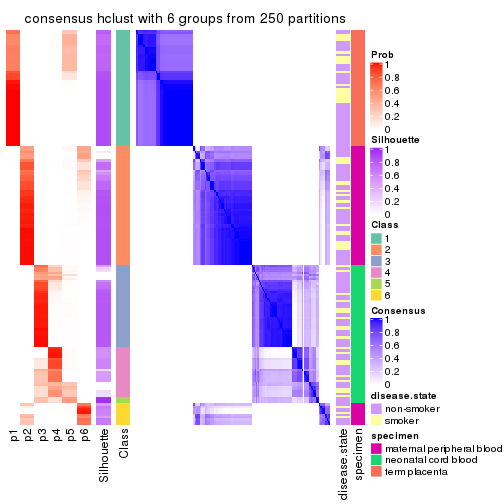 consensus hclust with 6 groups from 250 partitions
Prob
1
0.8
0.6
0.4
0.2
0
Silhouette
1
0.8
0.6
0.4
0.2
0
Class
1
2
3
4
5
6
Consensus
1
0.8
0.6
0.4
0.2
0
disease.state
non-smoker
smoker
specimen
maternal peripheral blood
neonatal cord blood
term placenta
p1
p2
p3
p4
p5
p6
Silhouette
Class
disease.state
specimen